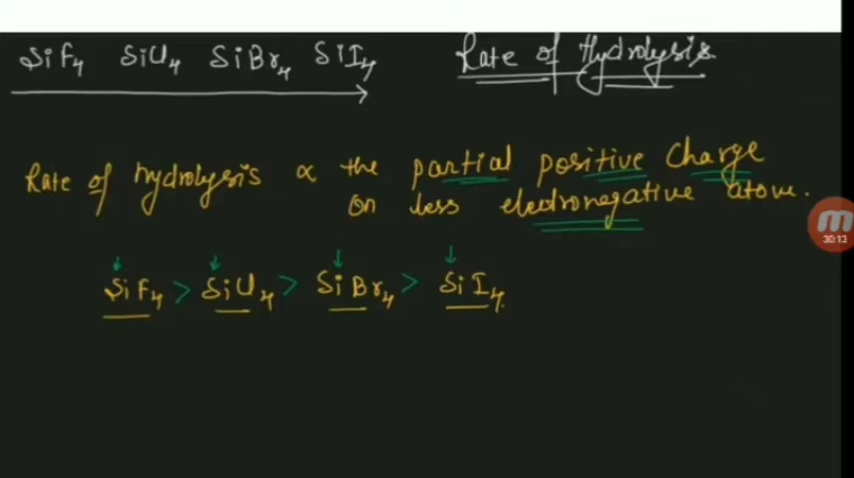 SiF4 SiCl4 SiBr4 SiI4 Rate of Hydrolysis
Rate of hydrolysis ∝ the partial positive Charge
on less electronegative atom.
SiF4 > SiCl4 > SiBr4 > SiI4
30:13